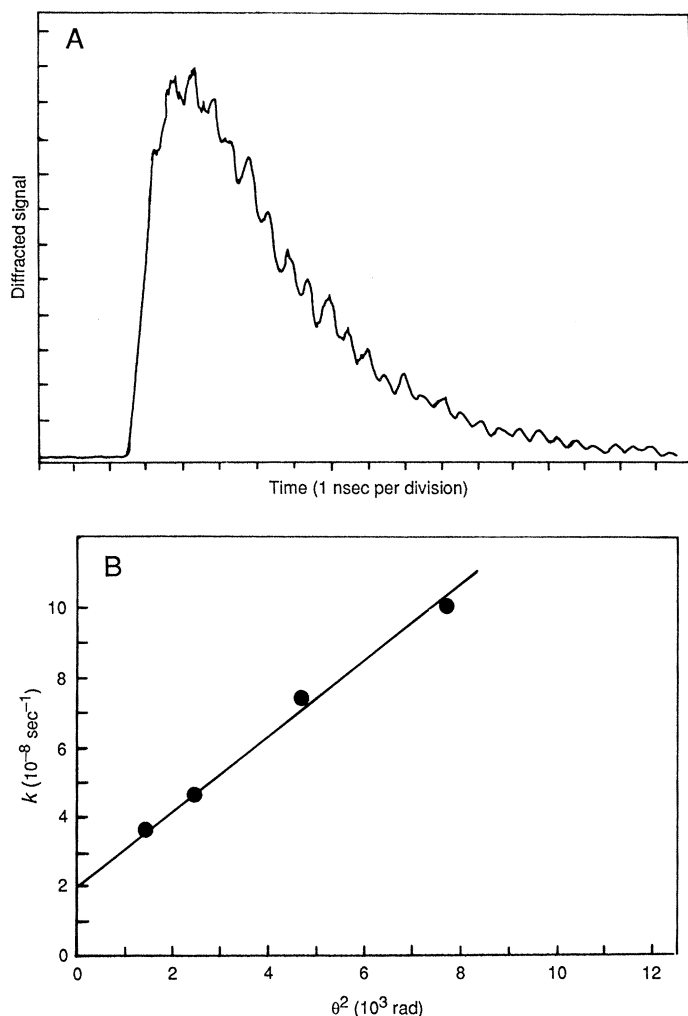 A
Diffracted signal
Time (1 nsec per division)
B
10
8
6
4
2
0
k (10⁻⁸ sec⁻¹)
0 2 4 6 8 10 12
θ² (10³ rad)